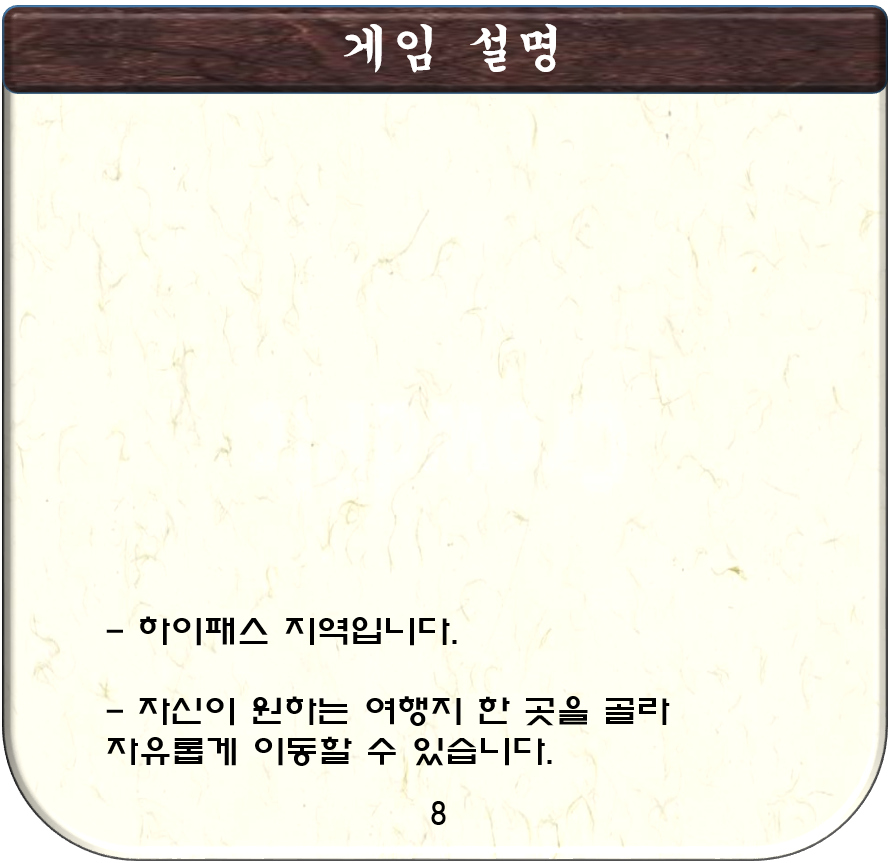 게임 설명
- 하이패스 지역입니다.
- 자신이 원하는 여행지 한 곳을 골라
자유롭게 이동할 수 있습니다.
8